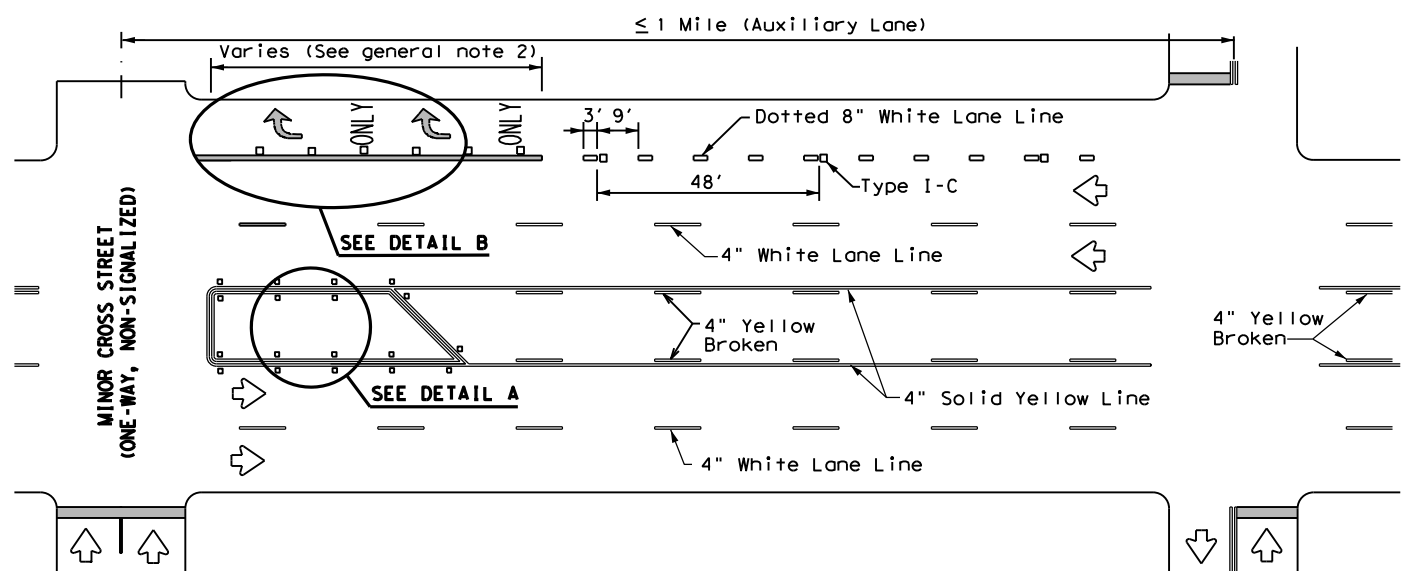 ≤ 1 Mile (Auxiliary Lane)
Varies (See general note 2)
ONLY
ONLY
3' 9'
Dotted 8" White Lane Line
48'
Type I-C
SEE DETAIL B
4" White Lane Line
MINOR CROSS STREET
(ONE-WAY, NON-SIGNALIZED)
4" Yellow
Broken
4" Yellow
Broken
SEE DETAIL A
4" Solid Yellow Line
4" White Lane Line